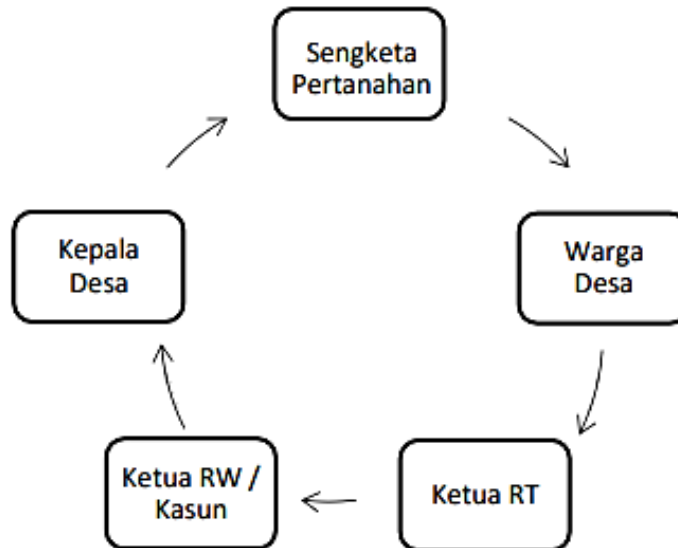 Sengketa
Pertanahan
Warga
Desa
Ketua RT
Ketua RW /
Kasun
Kepala
Desa